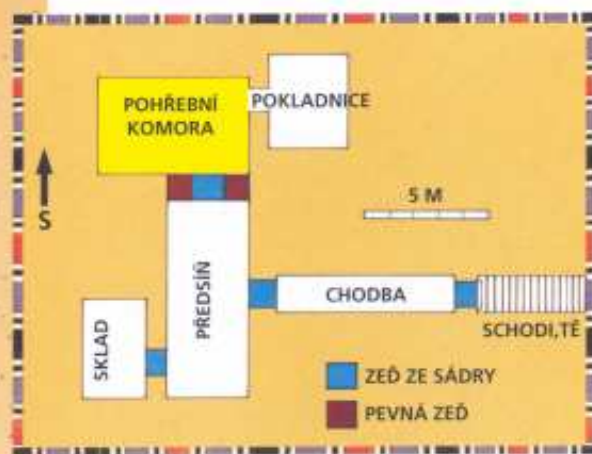 POHŘEBNÍ
KOMORA
POKLADNICE
S
5 M
PŘEDSÍŇ
CHODBA
SCHODI,TĚ
SKLAD
ZEĎ ZE SÁDRY
PEVNÁ ZEĎ